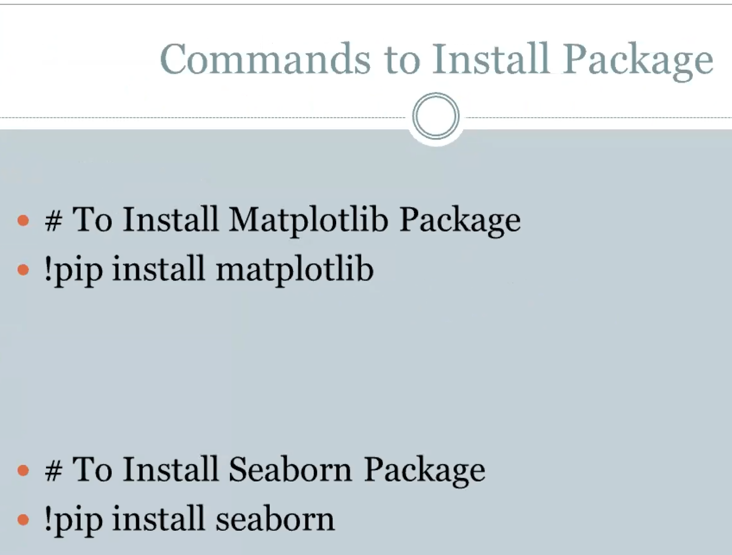 Commands to Install Package
# To Install Matplotlib Package
!pip install matplotlib
# To Install Seaborn Package
!pip install seaborn